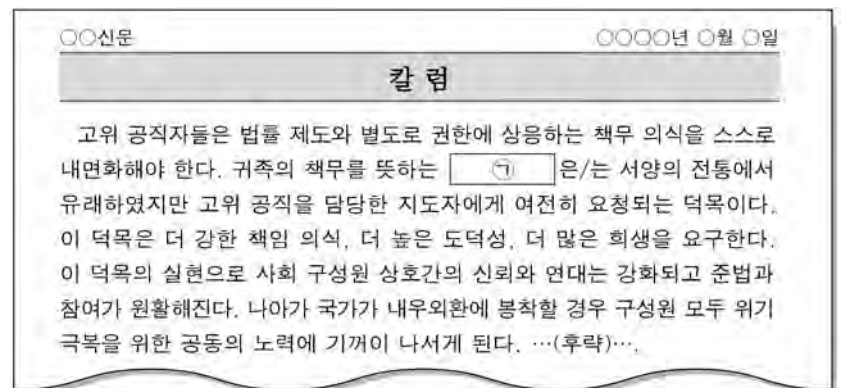 ○○신문 ○○○○년 ○월 ○일
칼 럼
고위 공직자들은 법률 제도와 별도로 권한에 상응하는 책무 의식을 스스로
내면화해야 한다. 귀족의 책무를 뜻하는 ㉠ 은/는 서양의 전통에서
유래하였지만 고위 공직을 담당한 지도자에게 여전히 요청되는 덕목이다.
이 덕목은 더 강한 책임 의식, 더 높은 도덕성, 더 많은 희생을 요구한다.
이 덕목의 실현으로 사회 구성원 상호간의 신뢰와 연대는 강화되고 준법과
참여가 원활해진다. 나아가 국가가 내우외환에 봉착할 경우 구성원 모두 위기
극복을 위한 공동의 노력에 기꺼이 나서게 된다. …(후략)….